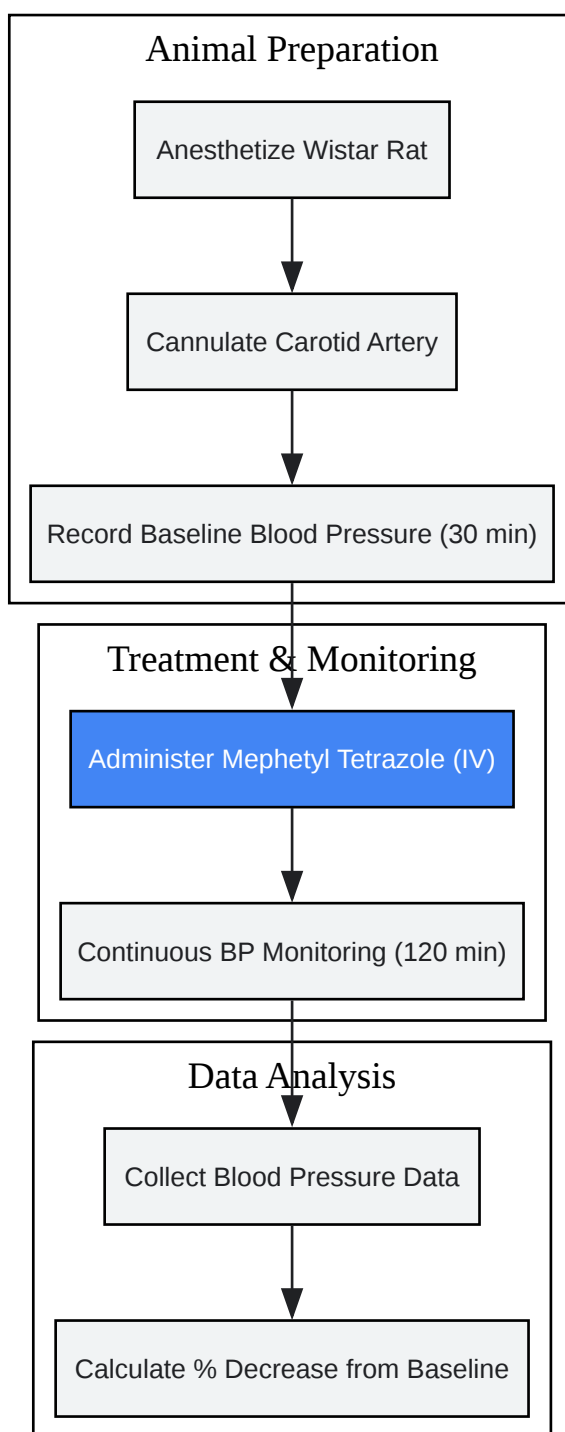 Animal Preparation
Anesthetize Wistar Rat
Cannulate Carotid Artery
Record Baseline Blood Pressure (30 min)
Treatment & Monitoring
Administer Mephetyl Tetrazole (IV)
Continuous BP Monitoring (120 min)
Data Analysis
Collect Blood Pressure Data
Calculate % Decrease from Baseline